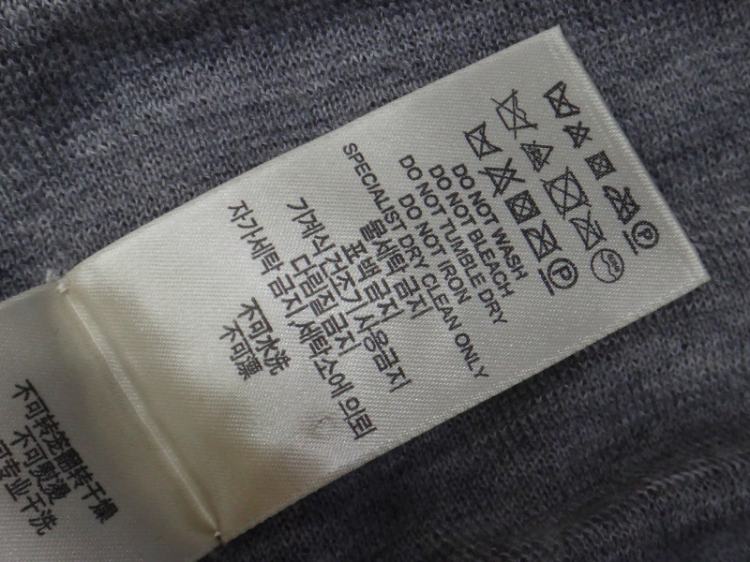 DO NOT WASH
DO NOT BLEACH
DO NOT TUMBLE DRY
DO NOT IRON
SPECIALIST DRY CLEAN ONLY
물세탁 금지
표백 금지
기계식 건조기 사용금지
다림질 금지
자가세탁 금지,세탁소에 의뢰
不可水洗
不可漂
不可转笼翻转干燥
不可熨烫
可专业干洗